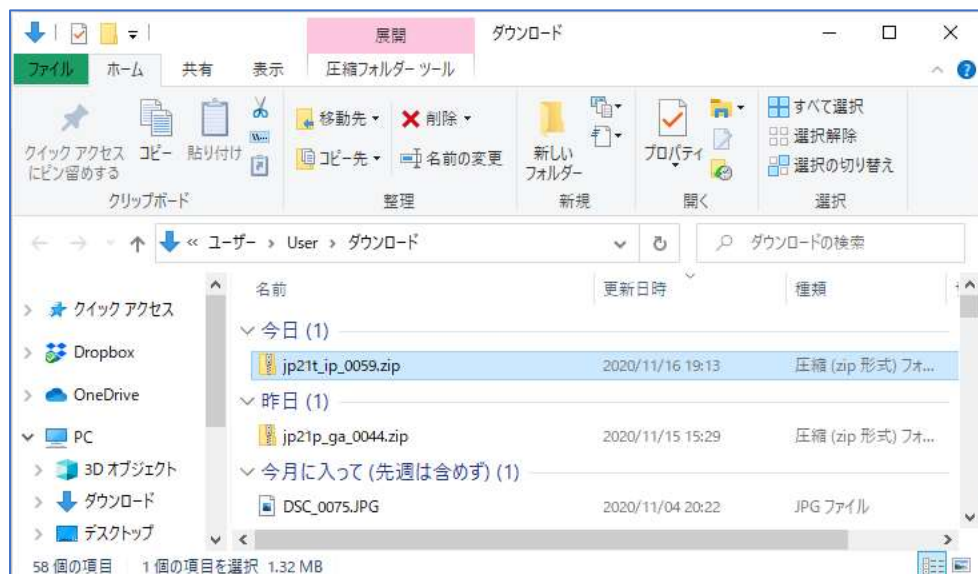 展開
ダウンロード
ファイル ホーム 共有 表示 圧縮フォルダー ツール
クイック アクセス
にピン留めする
コピー
貼り付け
移動先
削除
コピー先
名前の変更
新しい
フォルダー
プロパティ
すべて選択
選択解除
選択の切り替え
クリップボード 整理 新規 開く 選択
« ユーザー › User › ダウンロード
ダウンロードの検索
名前 更新日時 種類
クイック アクセス
Dropbox
OneDrive
PC
3D オブジェクト
ダウンロード
デスクトップ
今日 (1)
jp21t_ip_0059.zip 2020/11/16 19:13 圧縮 (zip 形式) フォ...
昨日 (1)
jp21p_ga_0044.zip 2020/11/15 15:29 圧縮 (zip 形式) フォ...
今月に入って (先週は含めず) (1)
DSC_0075.JPG 2020/11/04 20:22 JPG ファイル
58 個の項目 1 個の項目を選択 1.32 MB